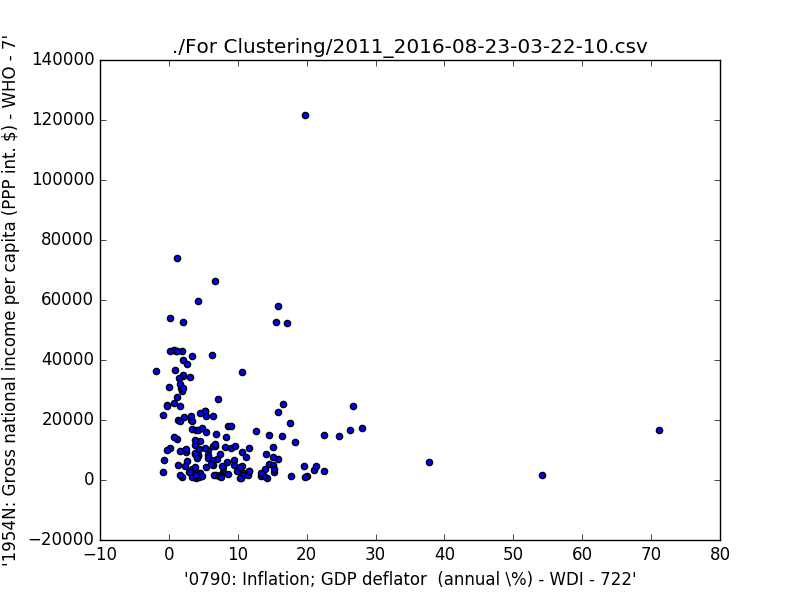 ./For Clustering/2011_2016-08-23-03-22-10.csv
'1954N: Gross national income per capita (PPP int. $) - WHO - 7'
140000
120000
100000
80000
60000
40000
20000
0
−20000
−10 0 10 20 30 40 50 60 70 80
'0790: Inflation; GDP deflator (annual \%) - WDI - 722'